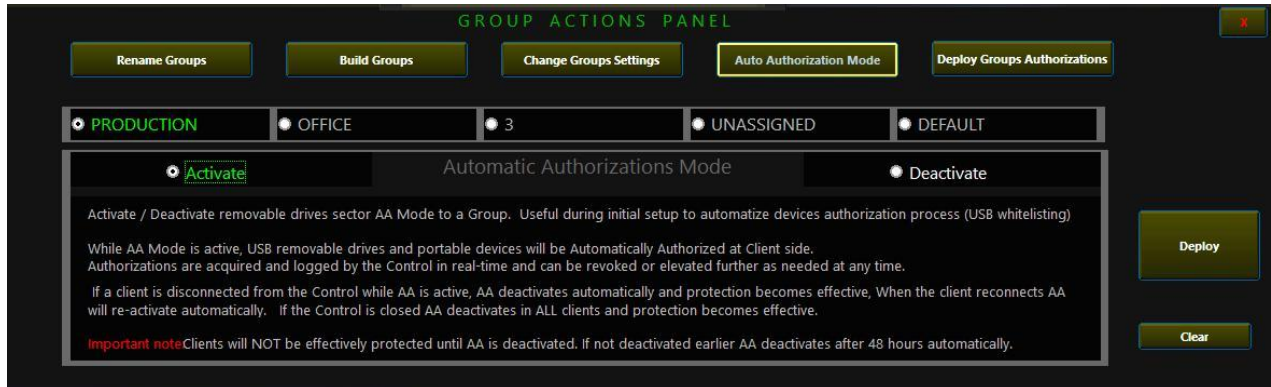 GROUP ACTIONS PANEL
X
Rename Groups
Build Groups
Change Groups Settings
Auto Authorization Mode
Deploy Groups Authorizations
PRODUCTION
OFFICE
3
UNASSIGNED
DEFAULT
Activate
Automatic Authorizations Mode
Deactivate
Activate / Deactivate removable drives sector AA Mode to a Group. Useful during initial setup to automatize devices authorization process (USB whitelisting)
While AA Mode is active, USB removable drives and portable devices will be Automatically Authorized at Client side.
Authorizations are acquired and logged by the Control in real-time and can be revoked or elevated further as needed at any time.
If a client is disconnected from the Control while AA is active, AA deactivates automatically and protection becomes effective, When the client reconnects AA
will re-activate automatically. If the Control is closed AA deactivates in ALL clients and protection becomes effective.
Important note:Clients will NOT be effectively protected until AA is deactivated. If not deactivated earlier AA deactivates after 48 hours automatically.
Deploy
Clear